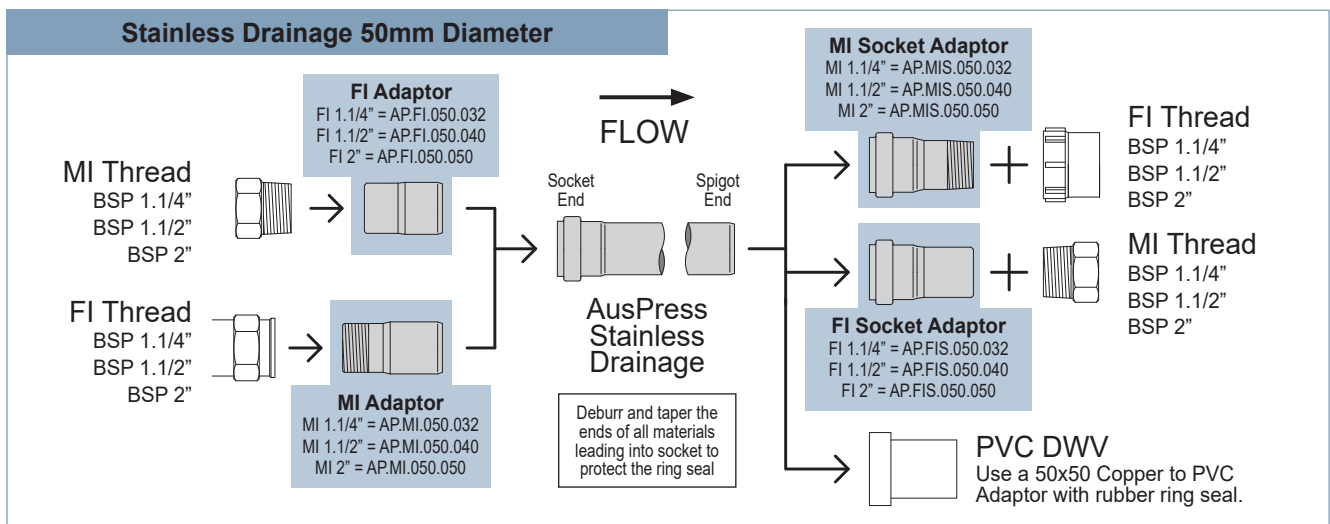 Stainless Drainage 50mm Diameter
FI Adaptor
FI 1.1/4” = AP.FI.050.032
FI 1.1/2” = AP.FI.050.040
FI 2” = AP.FI.050.050
MI Thread
BSP 1.1/4”
BSP 1.1/2”
BSP 2”
FI Thread
BSP 1.1/4”
BSP 1.1/2”
BSP 2”
MI Adaptor
MI 1.1/4” = AP.MI.050.032
MI 1.1/2” = AP.MI.050.040
MI 2” = AP.MI.050.050
FLOW
Socket
End
Spigot
End
AusPress
Stainless
Drainage
Deburr and taper the
ends of all materials
leading into socket to
protect the ring seal
MI Socket Adaptor
MI 1.1/4” = AP.MIS.050.032
MI 1.1/2” = AP.MIS.050.040
MI 2” = AP.MIS.050.050
FI Thread
BSP 1.1/4”
BSP 1.1/2”
BSP 2”
MI Thread
BSP 1.1/4”
BSP 1.1/2”
BSP 2”
FI Socket Adaptor
FI 1.1/4” = AP.FIS.050.032
FI 1.1/2” = AP.FIS.050.040
FI 2” = AP.FIS.050.050
PVC DWV
Use a 50x50 Copper to PVC
Adaptor with rubber ring seal.